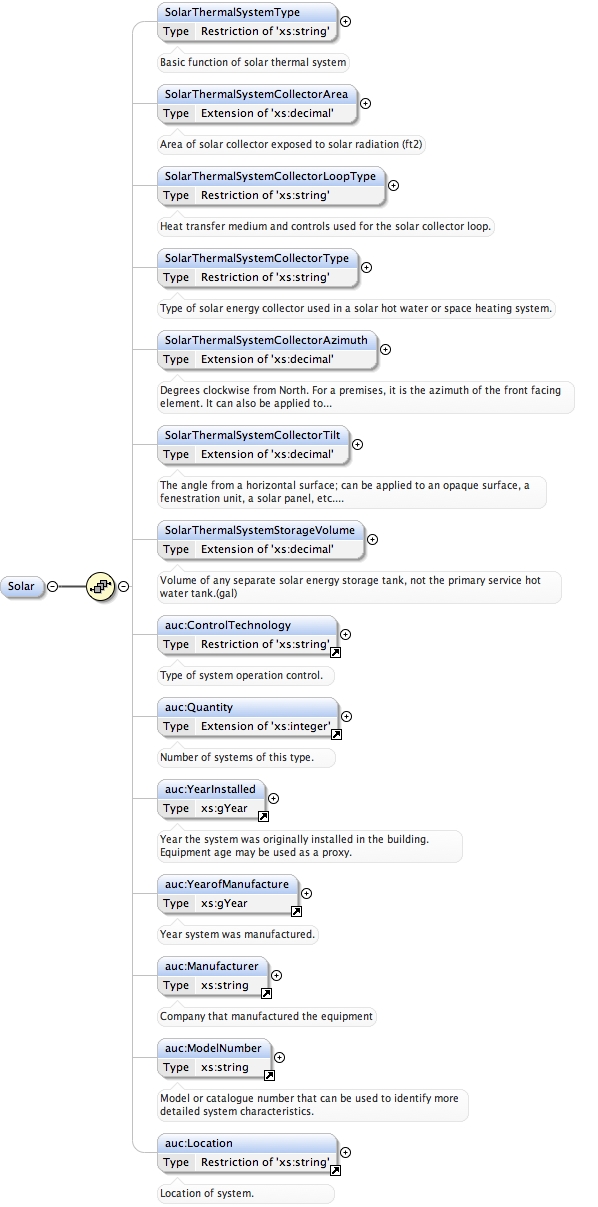 SolarThermalSystemType
Type Restriction of 'xs:string'
Basic function of solar thermal system
SolarThermalSystemCollectorArea
Type Extension of 'xs:decimal'
Area of solar collector exposed to solar radiation (ft2)
SolarThermalSystemCollectorLoopType
Type Restriction of 'xs:string'
Heat transfer medium and controls used for the solar collector loop.
SolarThermalSystemCollectorType
Type Restriction of 'xs:string'
Type of solar energy collector used in a solar hot water or space heating system.
SolarThermalSystemCollectorAzimuth
Type Extension of 'xs:decimal'
Degrees clockwise from North. For a premises, it is the azimuth of the front facing
element. It can also be applied to...
SolarThermalSystemCollectorTilt
Type Extension of 'xs:decimal'
The angle from a horizontal surface; can be applied to an opaque surface, a
fenestration unit, a solar panel, etc....
SolarThermalSystemStorageVolume
Type Extension of 'xs:decimal'
Volume of any separate solar energy storage tank, not the primary service hot
water tank.(gal)
Solar
auc:ControlTechnology
Type Restriction of 'xs:string'
Type of system operation control.
auc:Quantity
Type Extension of 'xs:integer'
Number of systems of this type.
auc:YearInstalled
Type xs:gYear
Year the system was originally installed in the building.
Equipment age may be used as a proxy.
auc:YearofManufacture
Type xs:gYear
Year system was manufactured.
auc:Manufacturer
Type xs:string
Company that manufactured the equipment
auc:ModelNumber
Type xs:string
Model or catalogue number that can be used to identify more
detailed system characteristics.
auc:Location
Type Restriction of 'xs:string'
Location of system.